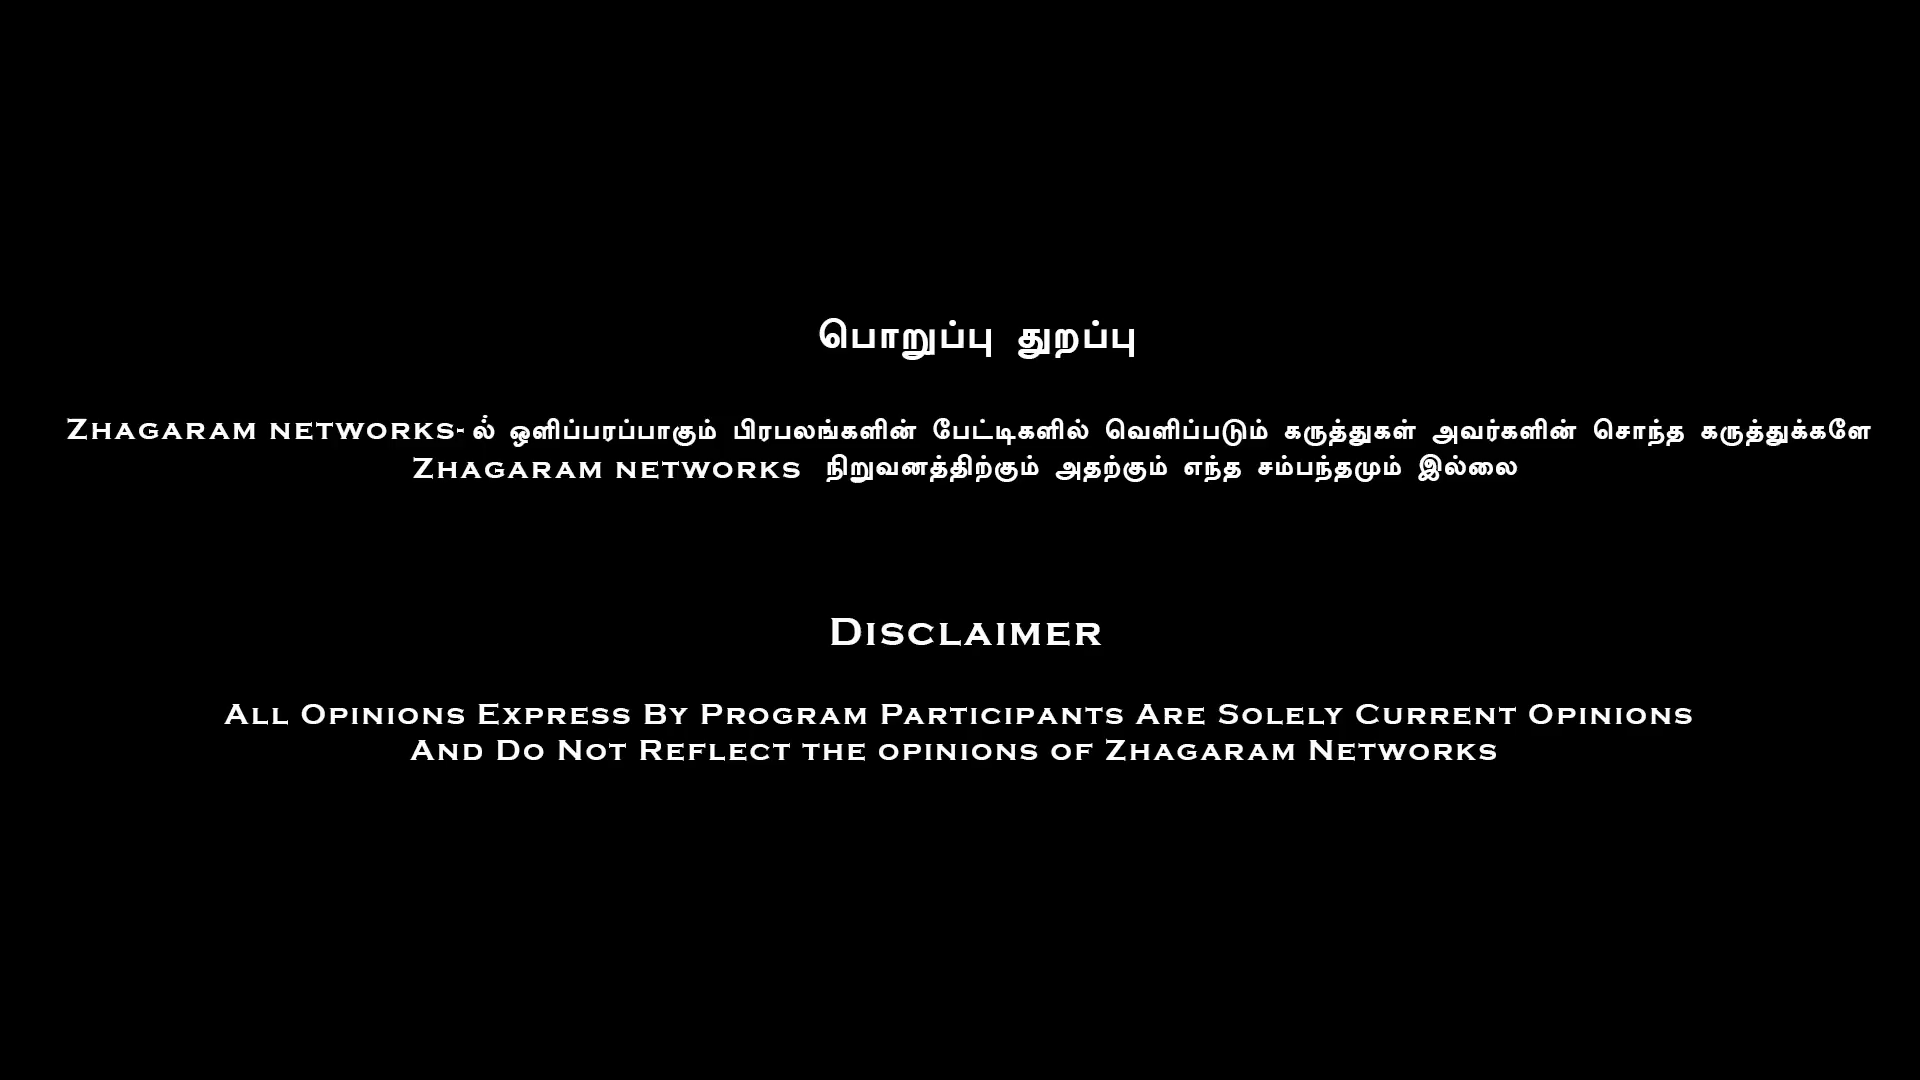 பொறுப்பு துறப்பு
ZHAGARAM NETWORKS-ல் ஒளிப்பரப்பாகும் பிரபலங்களின் பேட்டிகளில் வெளிப்படும் கருத்துகள் அவர்களின் சொந்த கருத்துக்களே
ZHAGARAM NETWORKS நிறுவனத்திற்கும் அதற்கும் எந்த சம்பந்தமும் இல்லை
DISCLAIMER
ALL OPINIONS EXPRESS BY PROGRAM PARTICIPANTS ARE SOLELY CURRENT OPINIONS
AND DO NOT REFLECT THE OPINIONS OF ZHAGARAM NETWORKS